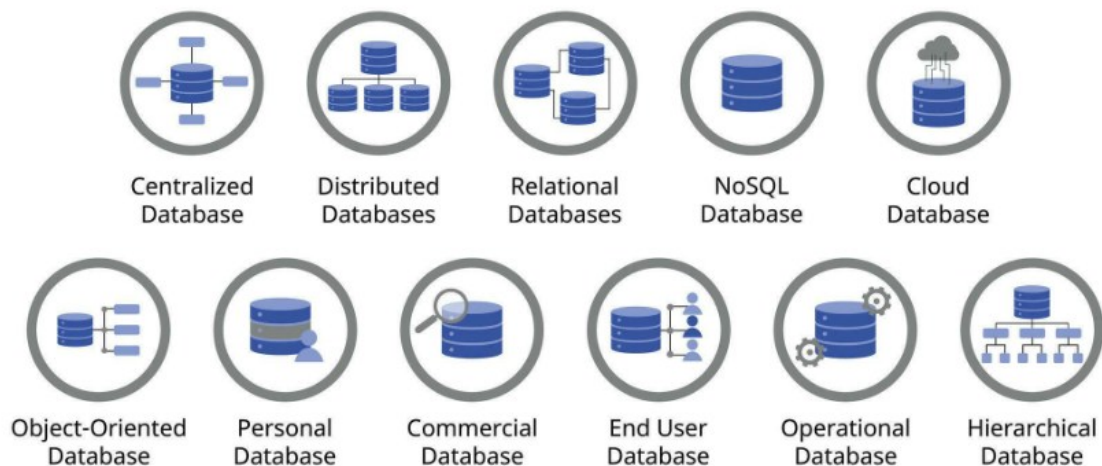 Centralized
Database
Distributed
Databases
Relational
Databases
NoSQL
Database
Cloud
Database
Object-Oriented
Database
Personal
Database
Commercial
Database
End User
Database
Operational
Database
Hierarchical
Database